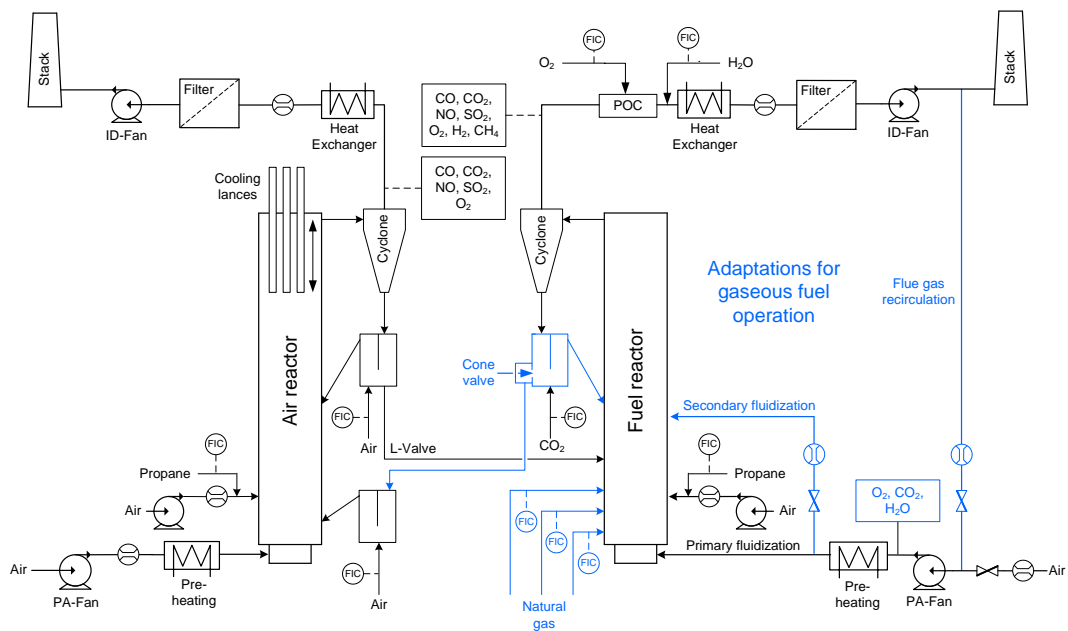 Stack
ID-Fan
Filter
Heat
Exchanger
Cooling
lances
CO, CO₂,
NO, SO₂,
O₂, H₂, CH₄
CO, CO₂,
NO, SO₂,
O₂
O₂
FIC
FIC
H₂O
POC
Heat
Exchanger
Filter
ID-Fan
Stack
Cyclone
Cyclone
Air reactor
Fuel reactor
Adaptations for
gaseous fuel
operation
Flue gas
recirculation
Cone
valve
Secondary fluidization
FIC
Air
L-Valve
FIC
CO₂
FIC
Propane
Air
FIC
Propane
Air
O₂, CO₂,
H₂O
FIC
FIC
FIC
Primary fluidization
Air
PA-Fan
Pre-
heating
FIC
Air
Natural
gas
Pre-
heating
PA-Fan
Air